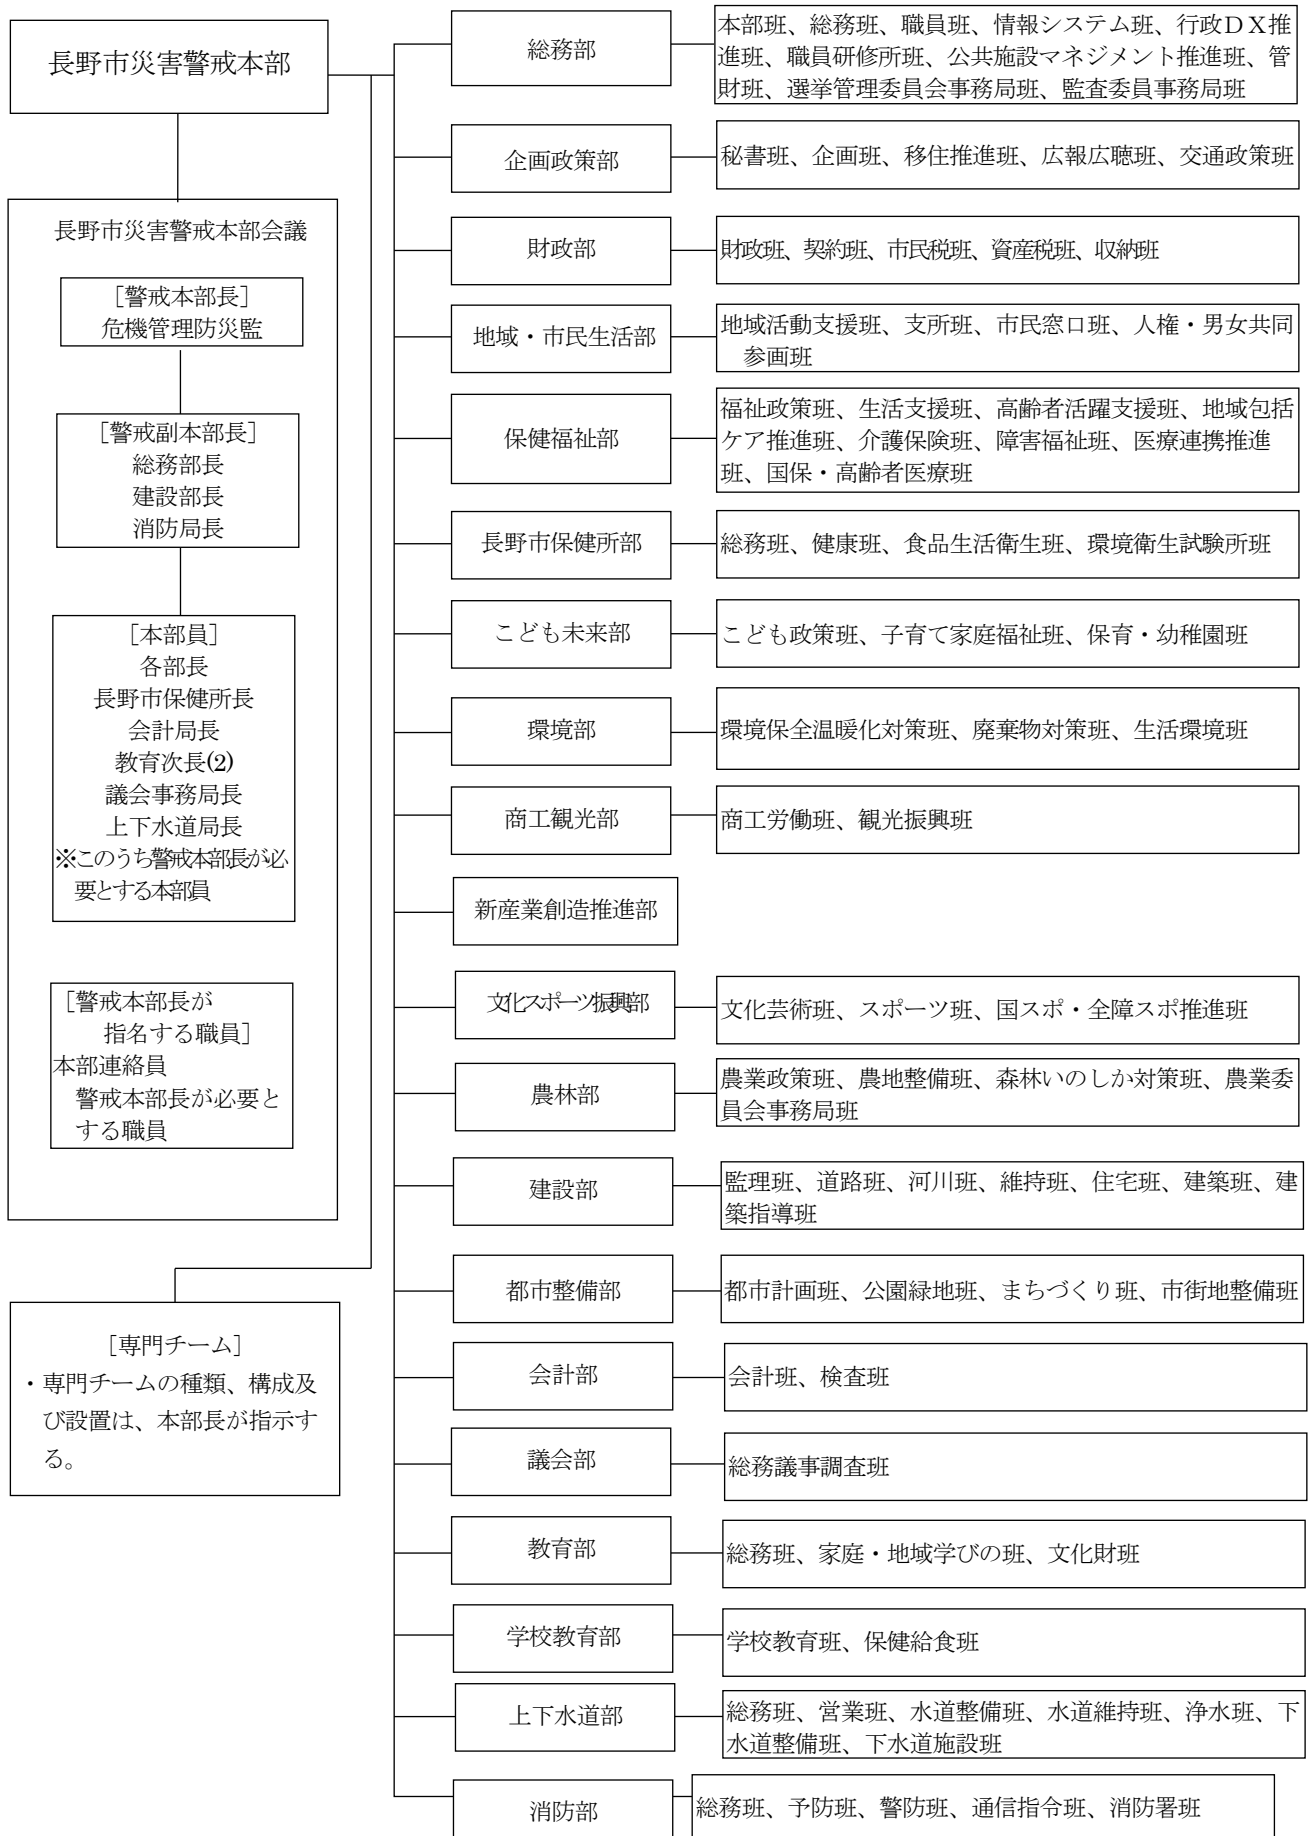 長野市災害警戒本部
長野市災害警戒本部会議
［警戒本部長］
危機管理防災監
［警戒副本部長］
総務部長
建設部長
消防局長
［本部員］
各部長
長野市保健所長
会計局長
教育次長(2)
議会事務局長
上下水道局長
※このうち警戒本部長が必
要とする本部員
［警戒本部長が
指名する職員］
本部連絡員
警戒本部長が必要と
する職員
［専門チーム］
・専門チームの種類、構成及
び設置は、本部長が指示す
る。
総務部
本部班、総務班、職員班、情報システム班、行政ＤＸ推
進班、職員研修所班、公共施設マネジメント推進班、管
財班、選挙管理委員会事務局班、監査委員事務局班
企画政策部
秘書班、企画班、移住推進班、広報広聴班、交通政策班
財政部
財政班、契約班、市民税班、資産税班、収納班
地域・市民生活部
地域活動支援班、支所班、市民窓口班、人権・男女共同
参画班
保健福祉部
福祉政策班、生活支援班、高齢者活躍支援班、地域包括
ケア推進班、介護保険班、障害福祉班、医療連携推進
班、国保・高齢者医療班
長野市保健所部
総務班、健康班、食品生活衛生班、環境衛生試験所班
こども未来部
こども政策班、子育て家庭福祉班、保育・幼稚園班
環境部
環境保全温暖化対策班、廃棄物対策班、生活環境班
商工観光部
商工労働班、観光振興班
新産業創造推進部
文化スポーツ振興部
文化芸術班、スポーツ班、国スポ・全障スポ推進班
農林部
農業政策班、農地整備班、森林いのしか対策班、農業委
員会事務局班
建設部
監理班、道路班、河川班、維持班、住宅班、建築班、建
築指導班
都市整備部
都市計画班、公園緑地班、まちづくり班、市街地整備班
会計部
会計班、検査班
議会部
総務議事調査班
教育部
総務班、家庭・地域学びの班、文化財班
学校教育部
学校教育班、保健給食班
上下水道部
総務班、営業班、水道整備班、水道維持班、浄水班、下
水道整備班、下水道施設班
消防部
総務班、予防班、警防班、通信指令班、消防署班